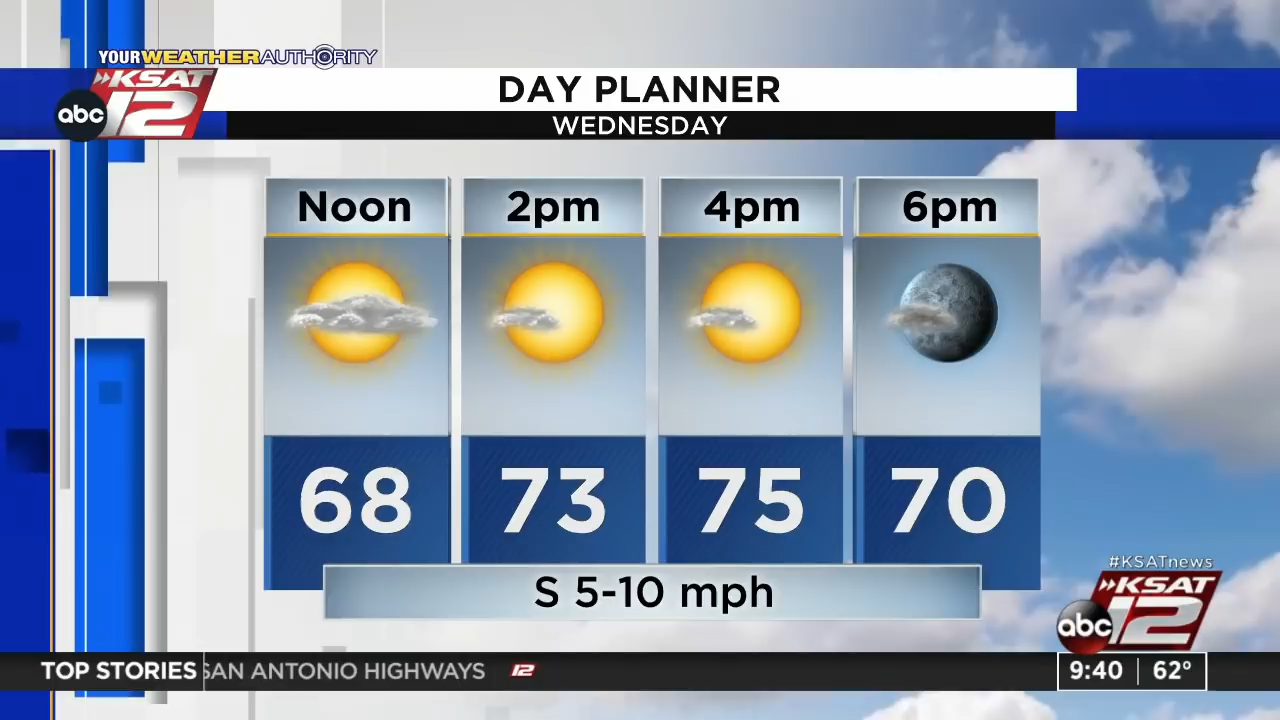 YOUR WEATHER AUTHORITY
KSAT
abc 12
DAY PLANNER
WEDNESDAY
Noon 2pm 4pm 6pm
68 73 75 70
S 5-10 mph
#KSATnews
KSAT
abc 12
TOP STORIES SAN ANTONIO HIGHWAYS 12
9:40 62°